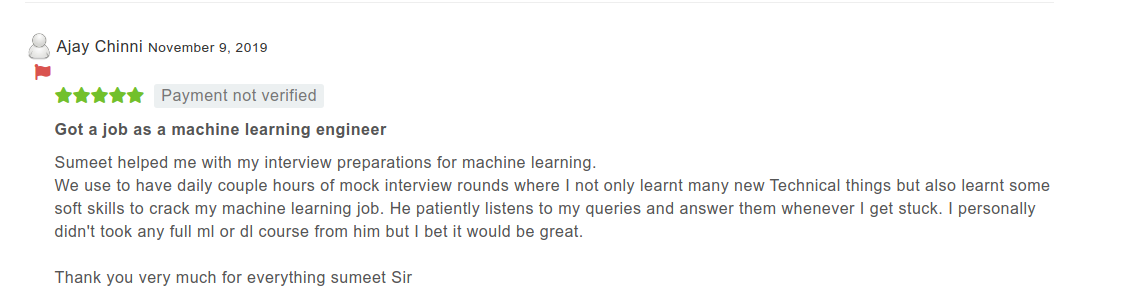 Ajay Chinni November 9, 2019
Payment not verified
Got a job as a machine learning engineer
Sumeet helped me with my interview preparations for machine learning.
We use to have daily couple hours of mock interview rounds where I not only learnt many new Technical things but also learnt some
soft skills to crack my machine learning job. He patiently listens to my queries and answer them whenever I get stuck. I personally
didn't took any full ml or dl course from him but I bet it would be great.
Thank you very much for everything sumeet Sir